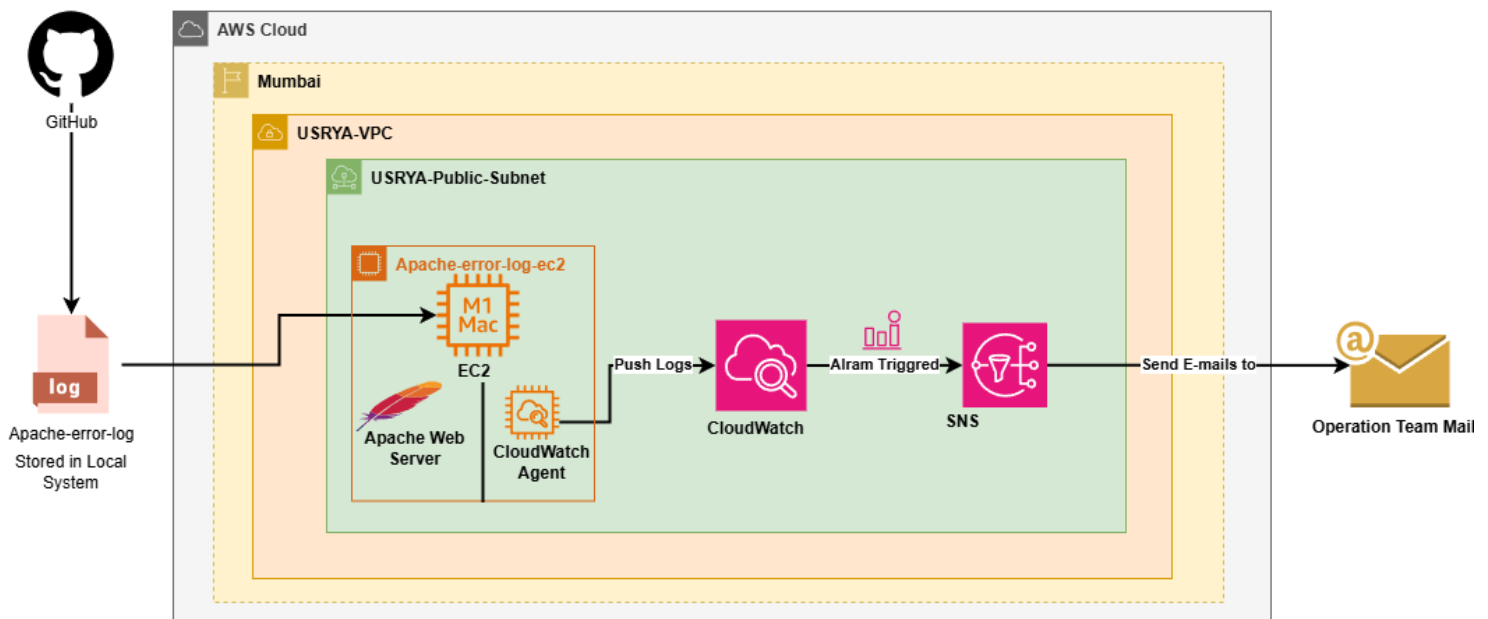 AWS Cloud
Mumbai
USRYA-VPC
USRYA-Public-Subnet
GitHub
log
Apache-error-log
Stored in Local
System
Apache-error-log-ec2
M1
Mac
EC2
Apache Web
Server
CloudWatch
Agent
Push Logs
CloudWatch
Alram Triggred
SNS
Send E-mails to
@
Operation Team Mail